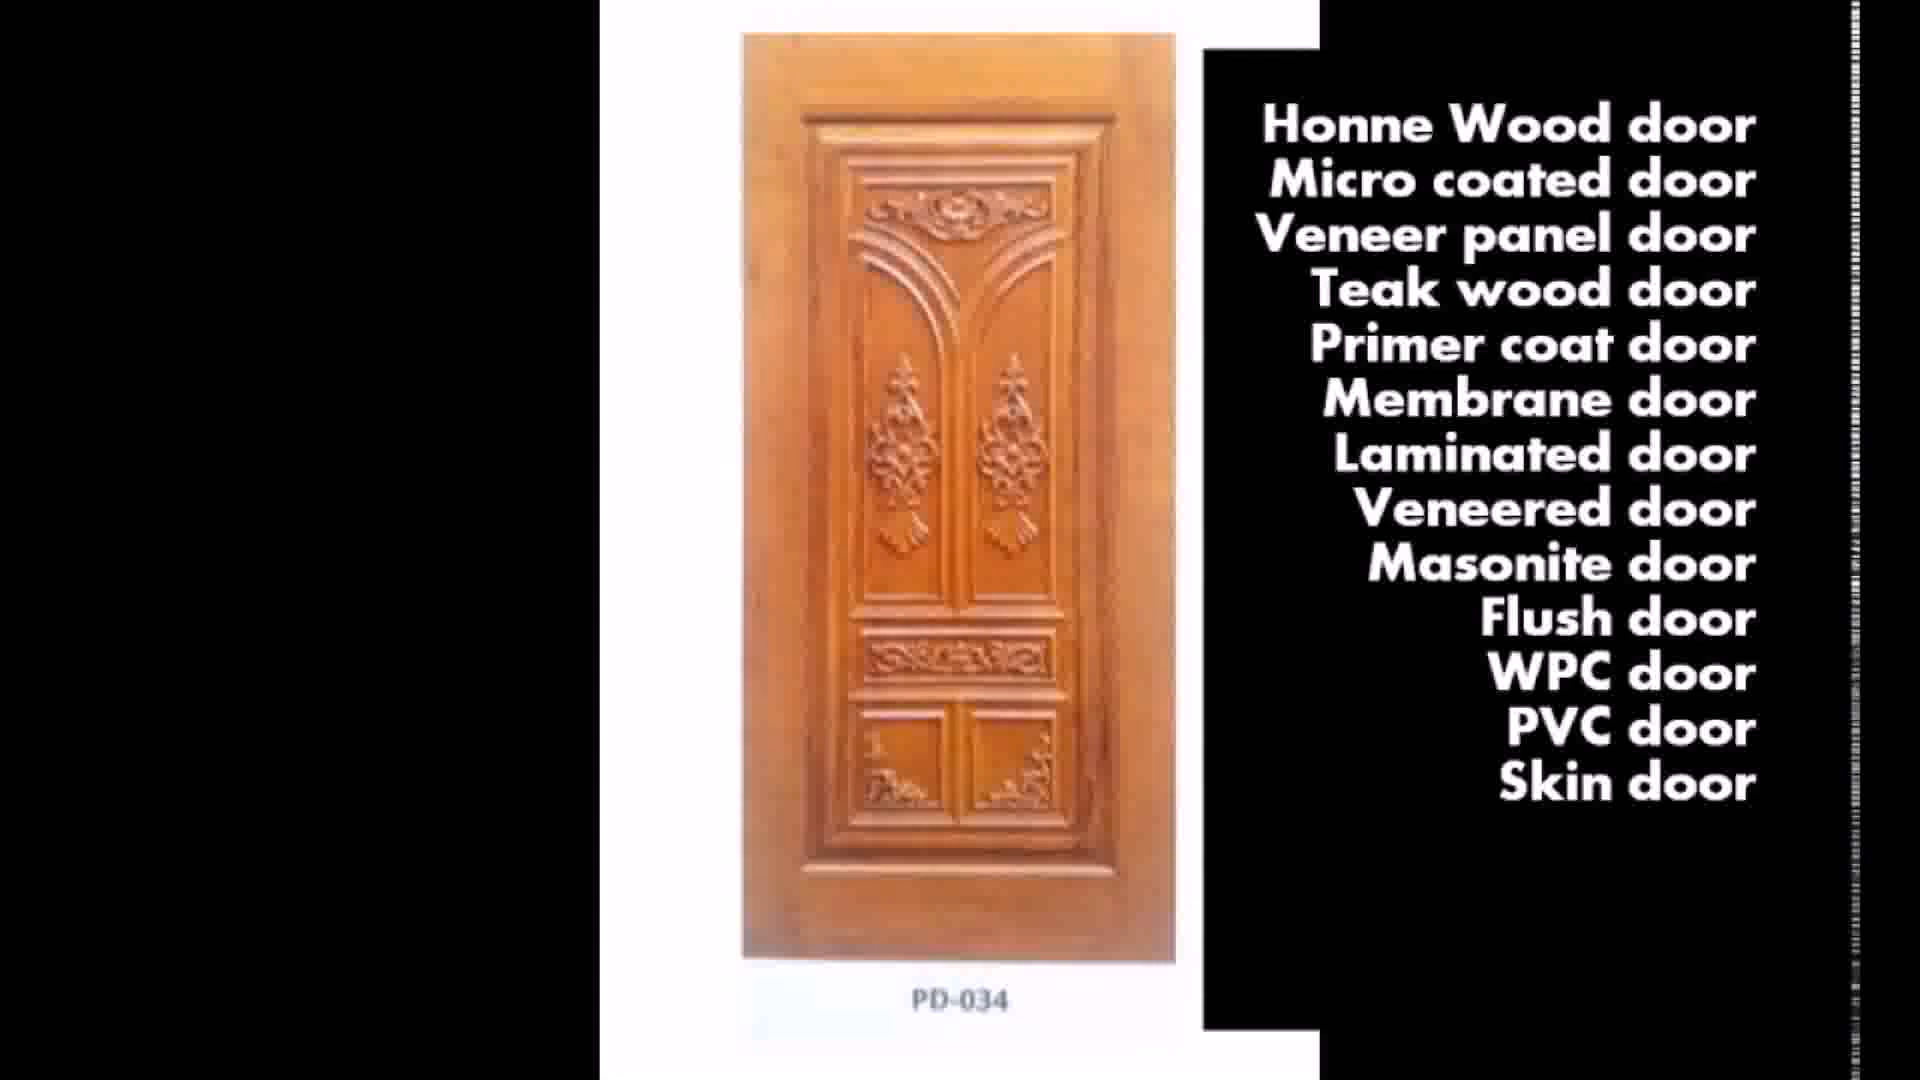 Honne Wood door
Micro coated door
Veneer panel door
Teak wood door
Primer coat door
Membrane door
Laminated door
Veneered door
Masonite door
Flush door
WPC door
PVC door
Skin door
PD-034